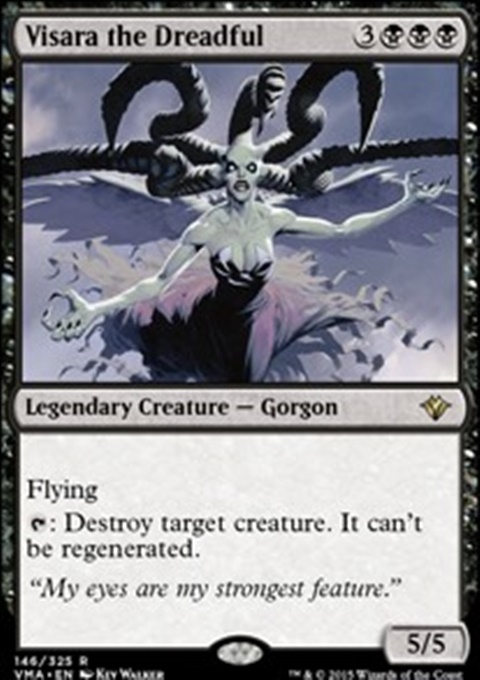 Visara the Dreadful 3
Legendary Creature — Gorgon
Flying
: Destroy target creature. It can't
be regenerated.
"My eyes are my strongest feature."
5/5
146/325 R
VMA • EN Kev Walker
™ & © 2015 Wizards of the Coast